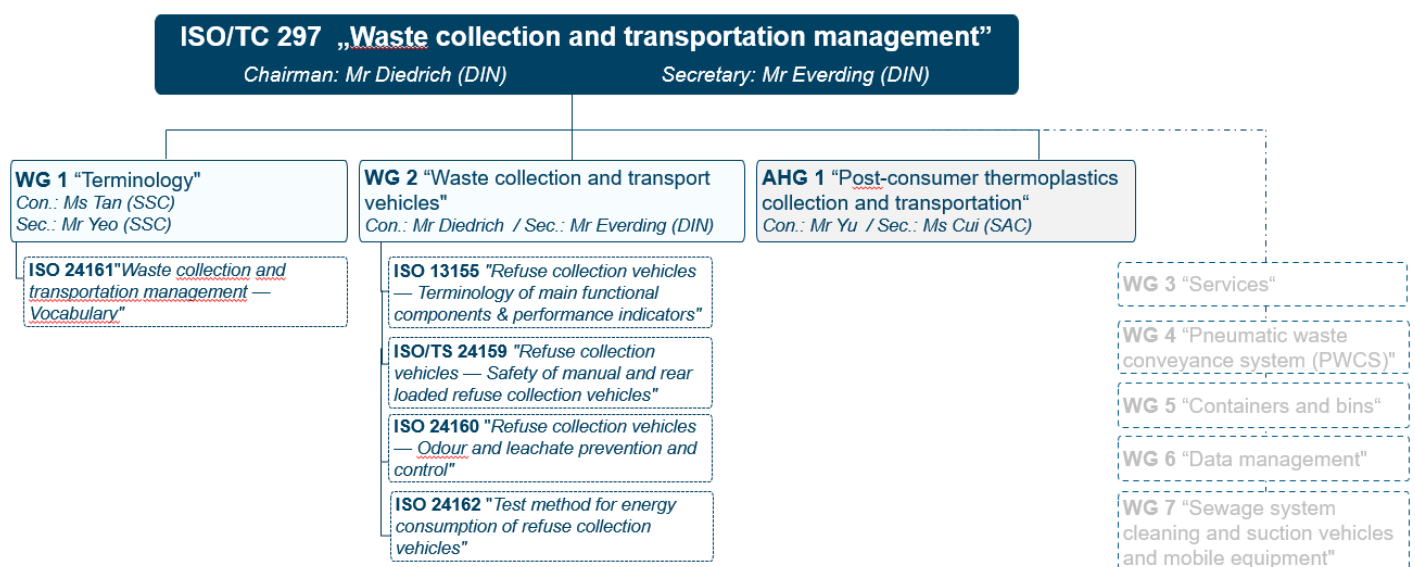 ISO/TC 297 „Waste collection and transportation management”
Chairman: Mr Diedrich (DIN) Secretary: Mr Everding (DIN)
WG 1 “Terminology"
Con.: Ms Tan (SSC)
Sec.: Mr Yeo (SSC)
ISO 24161"Waste collection and
transportation management —
Vocabulary"
WG 2 “Waste collection and transport
vehicles"
Con.: Mr Diedrich / Sec.: Mr Everding (DIN)
ISO 13155 "Refuse collection vehicles
— Terminology of main functional
components & performance indicators"
ISO/TS 24159 "Refuse collection
vehicles — Safety of manual and rear
loaded refuse collection vehicles"
ISO 24160 "Refuse collection vehicles
— Odour and leachate prevention and
control"
ISO 24162 "Test method for energy
consumption of refuse collection
vehicles"
AHG 1 “Post-consumer thermoplastics
collection and transportation“
Con.: Mr Yu / Sec.: Ms Cui (SAC)
WG 3 “Services“
WG 4 “Pneumatic waste
conveyance system (PWCS)"
WG 5 “Containers and bins“
WG 6 “Data management"
WG 7 “Sewage system
cleaning and suction vehicles
and mobile equipment"